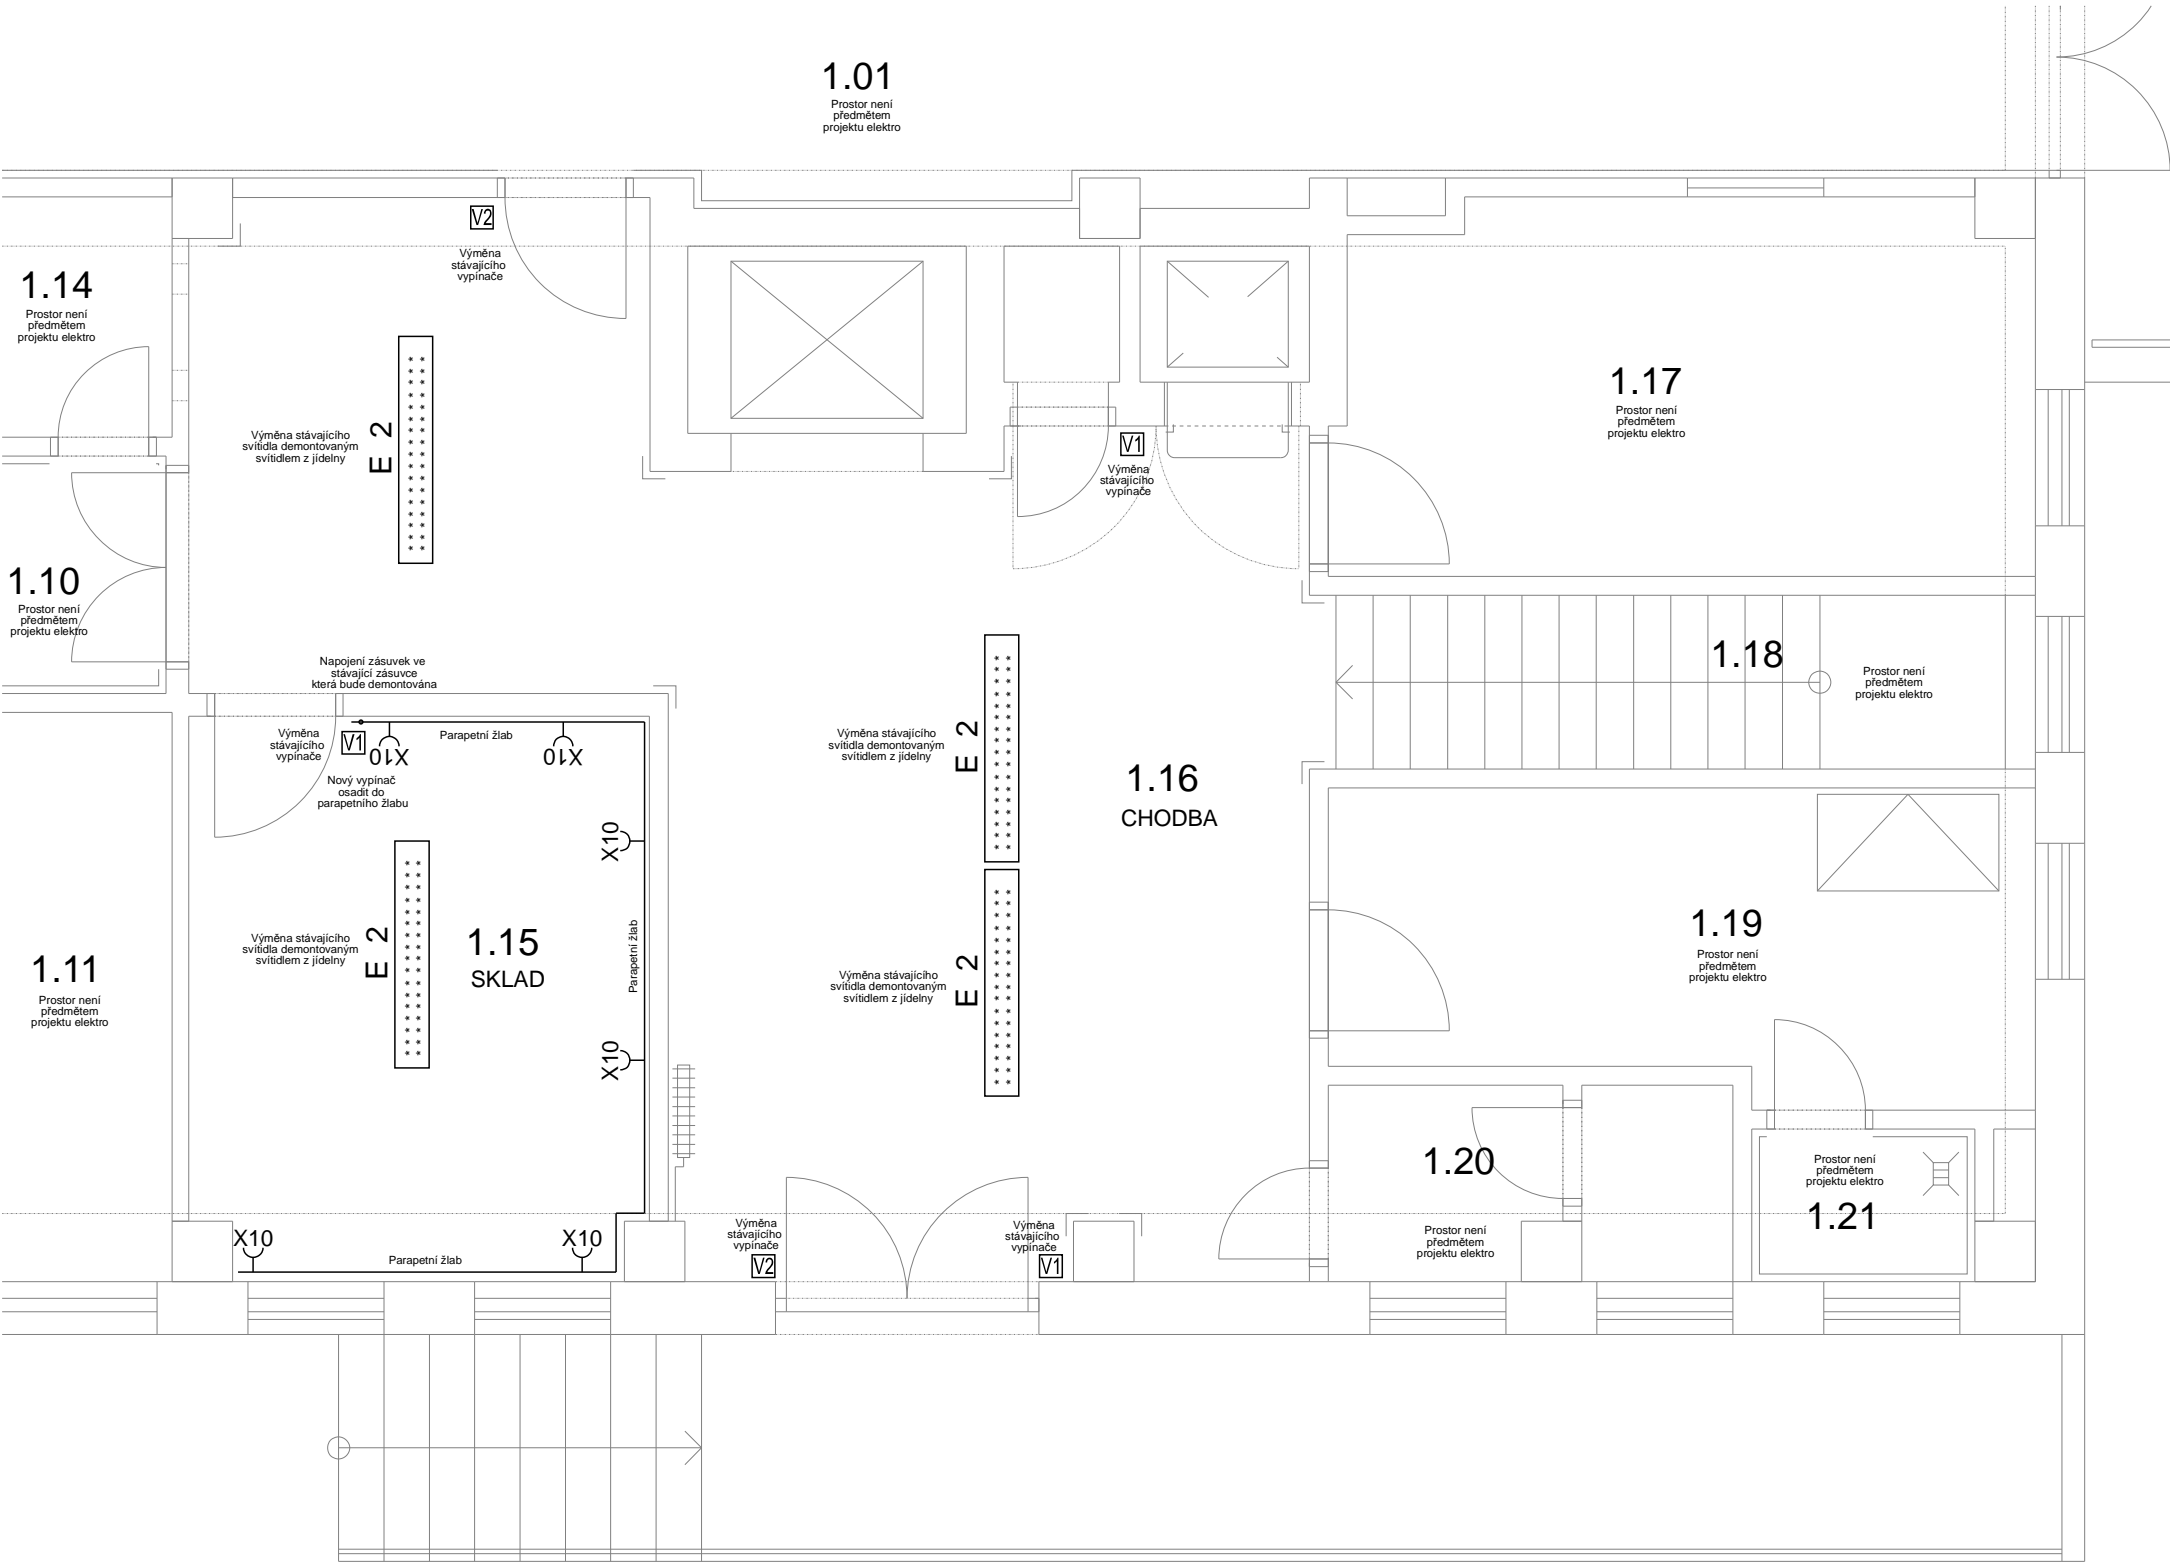 1.01
Prostor není
předmětem
projektu elektro
V2
Výměna
stávajícího
vypínače
1.14
Prostor není
předmětem
projektu elektro
Výměna stávajícího
svítidla demontovaným
svítidlem z jídelny
E 2
V1
Výměna
stávajícího
vypínače
1.17
Prostor není
předmětem
projektu elektro
1.10
Prostor není
předmětem
projektu elektro
Napojení zásuvek ve
stávající zásuvce
která bude demontována
1.18
Prostor není
předmětem
projektu elektro
Výměna
stávajícího
vypínače
V1
X10
Parapetní žlab
X10
Nový vypínač
osadit do
parapetního žlabu
Výměna stávajícího
svítidla demontovaným
svítidlem z jídelny
E 2
1.16
CHODBA
X10
Výměna stávajícího
svítidla demontovaným
svítidlem z jídelny
E 2
1.15
SKLAD
Parapetní žlab
X10
1.11
Prostor není
předmětem
projektu elektro
Výměna stávajícího
svítidla demontovaným
svítidlem z jídelny
E 2
1.19
Prostor není
předmětem
projektu elektro
1.20
Prostor není
předmětem
projektu elektro
Prostor není
předmětem
projektu elektro
1.21
X10
Parapetní žlab
X10
Výměna
stávajícího
vypínače
V2
Výměna
stávajícího
vypínače
V1